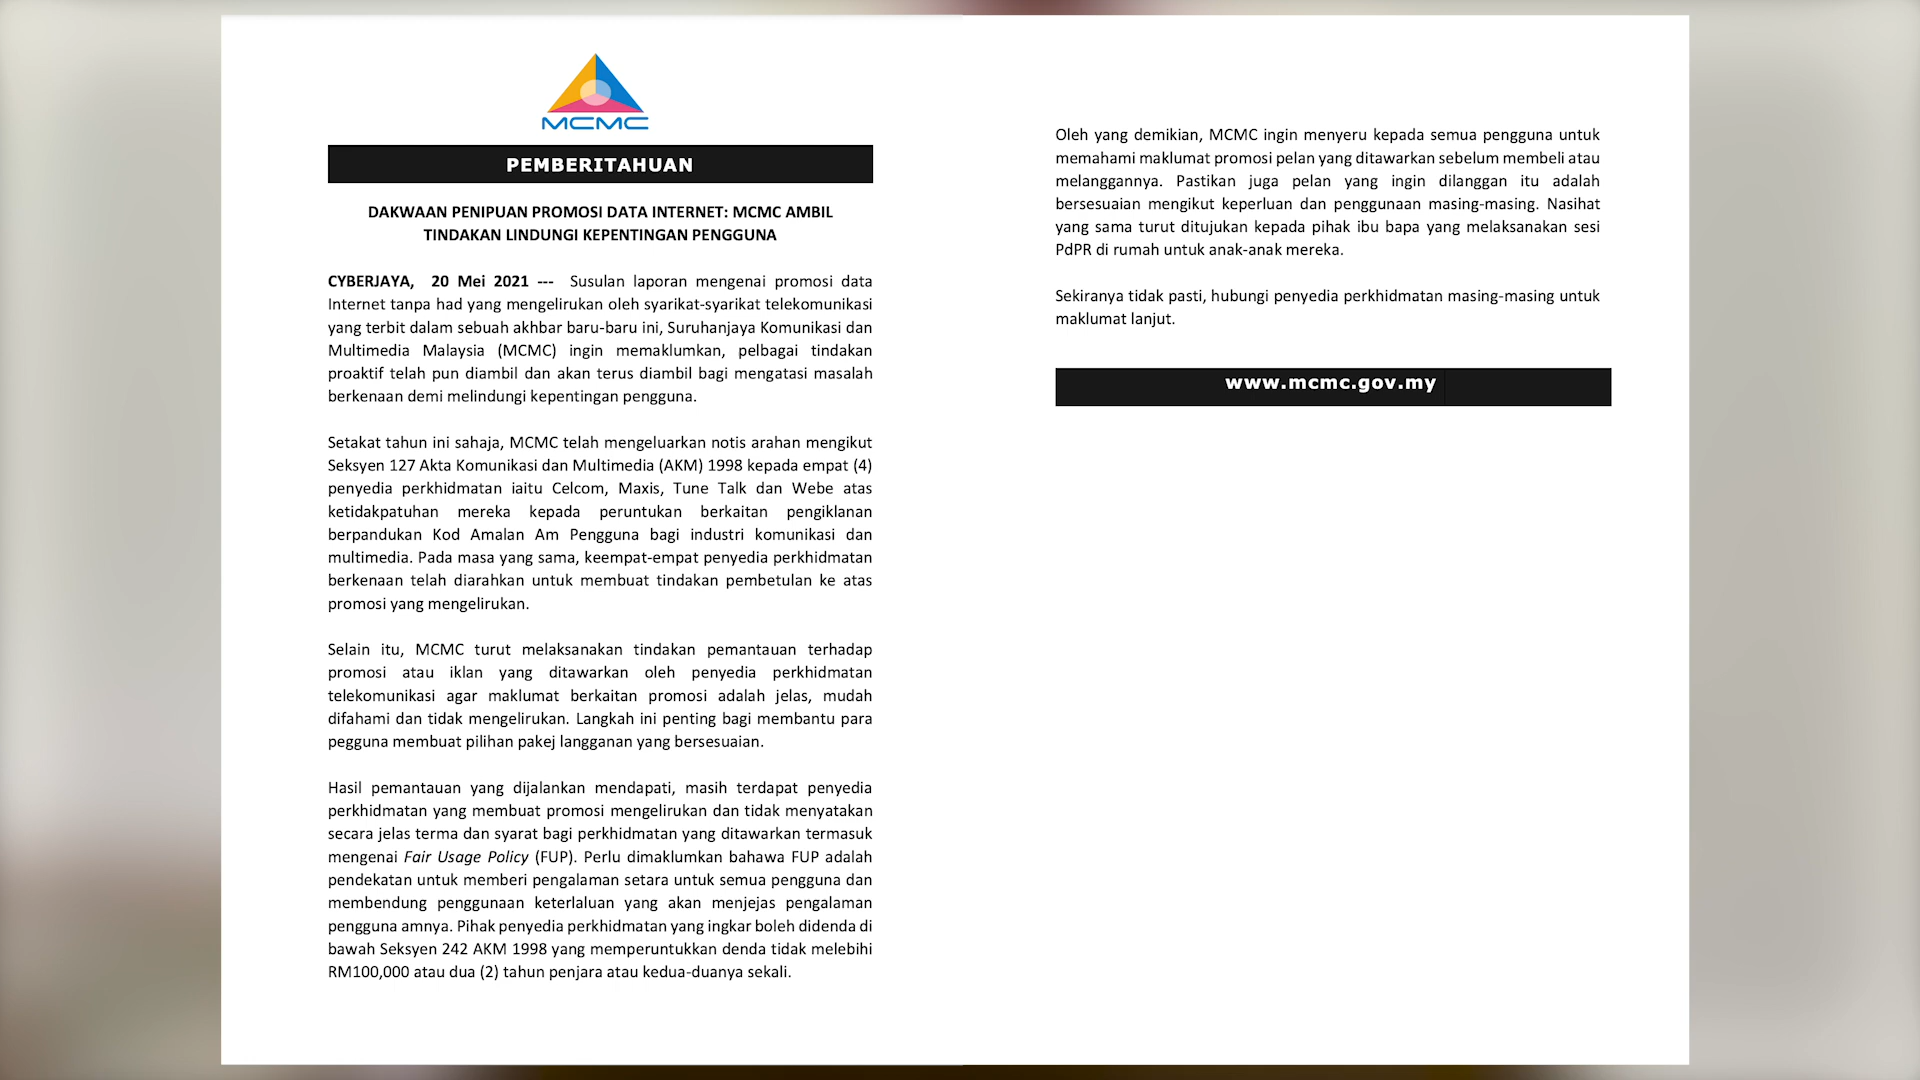 MCMC
PEMBERITAHUAN
DAKWAAN PENIPUAN PROMOSI DATA INTERNET: MCMC AMBIL
TINDAKAN LINDUNGI KEPENTINGAN PENGGUNA
CYBERJAYA, 20 Mei 2021 --- Susulan laporan mengenai promosi data
Internet tanpa had yang mengelirukan oleh syarikat-syarikat telekomunikasi
yang terbit dalam sebuah akhbar baru-baru ini, Suruhanjaya Komunikasi dan
Multimedia Malaysia (MCMC) ingin memaklumkan, pelbagai tindakan
proaktif telah pun diambil dan akan terus diambil bagi mengatasi masalah
berkenaan demi melindungi kepentingan pengguna.
Setakat tahun ini sahaja, MCMC telah mengeluarkan notis arahan mengikut
Seksyen 127 Akta Komunikasi dan Multimedia (AKM) 1998 kepada empat (4)
penyedia perkhidmatan iaitu Celcom, Maxis, Tune Talk dan Webe atas
ketidakpatuhan mereka kepada peruntukan berkaitan pengiklanan
berpandukan Kod Amalan Am Pengguna bagi industri komunikasi dan
multimedia. Pada masa yang sama, keempat-empat penyedia perkhidmatan
berkenaan telah diarahkan untuk membuat tindakan pembetulan ke atas
promosi yang mengelirukan.
Selain itu, MCMC turut melaksanakan tindakan pemantauan terhadap
promosi atau iklan yang ditawarkan oleh penyedia perkhidmatan
telekomunikasi agar maklumat berkaitan promosi adalah jelas, mudah
difahami dan tidak mengelirukan. Langkah ini penting bagi membantu para
pegguna membuat pilihan pakej langganan yang bersesuaian.
Hasil pemantauan yang dijalankan mendapati, masih terdapat penyedia
perkhidmatan yang membuat promosi mengelirukan dan tidak menyatakan
secara jelas terma dan syarat bagi perkhidmatan yang ditawarkan termasuk
mengenai Fair Usage Policy (FUP). Perlu dimaklumkan bahawa FUP adalah
pendekatan untuk memberi pengalaman setara untuk semua pengguna dan
membendung penggunaan keterlaluan yang akan menjejas pengalaman
pengguna amnya. Pihak penyedia perkhidmatan yang ingkar boleh didenda di
bawah Seksyen 242 AKM 1998 yang memperuntukkan denda tidak melebihi
RM100,000 atau dua (2) tahun penjara atau kedua-duanya sekali.
Oleh yang demikian, MCMC ingin menyeru kepada semua pengguna untuk
memahami maklumat promosi pelan yang ditawarkan sebelum membeli atau
melanggannya. Pastikan juga pelan yang ingin dilanggan itu adalah
bersesuaian mengikut keperluan dan penggunaan masing-masing. Nasihat
yang sama turut ditujukan kepada pihak ibu bapa yang melaksanakan sesi
PdPR di rumah untuk anak-anak mereka.
Sekiranya tidak pasti, hubungi penyedia perkhidmatan masing-masing untuk
maklumat lanjut.
www.mcmc.gov.my